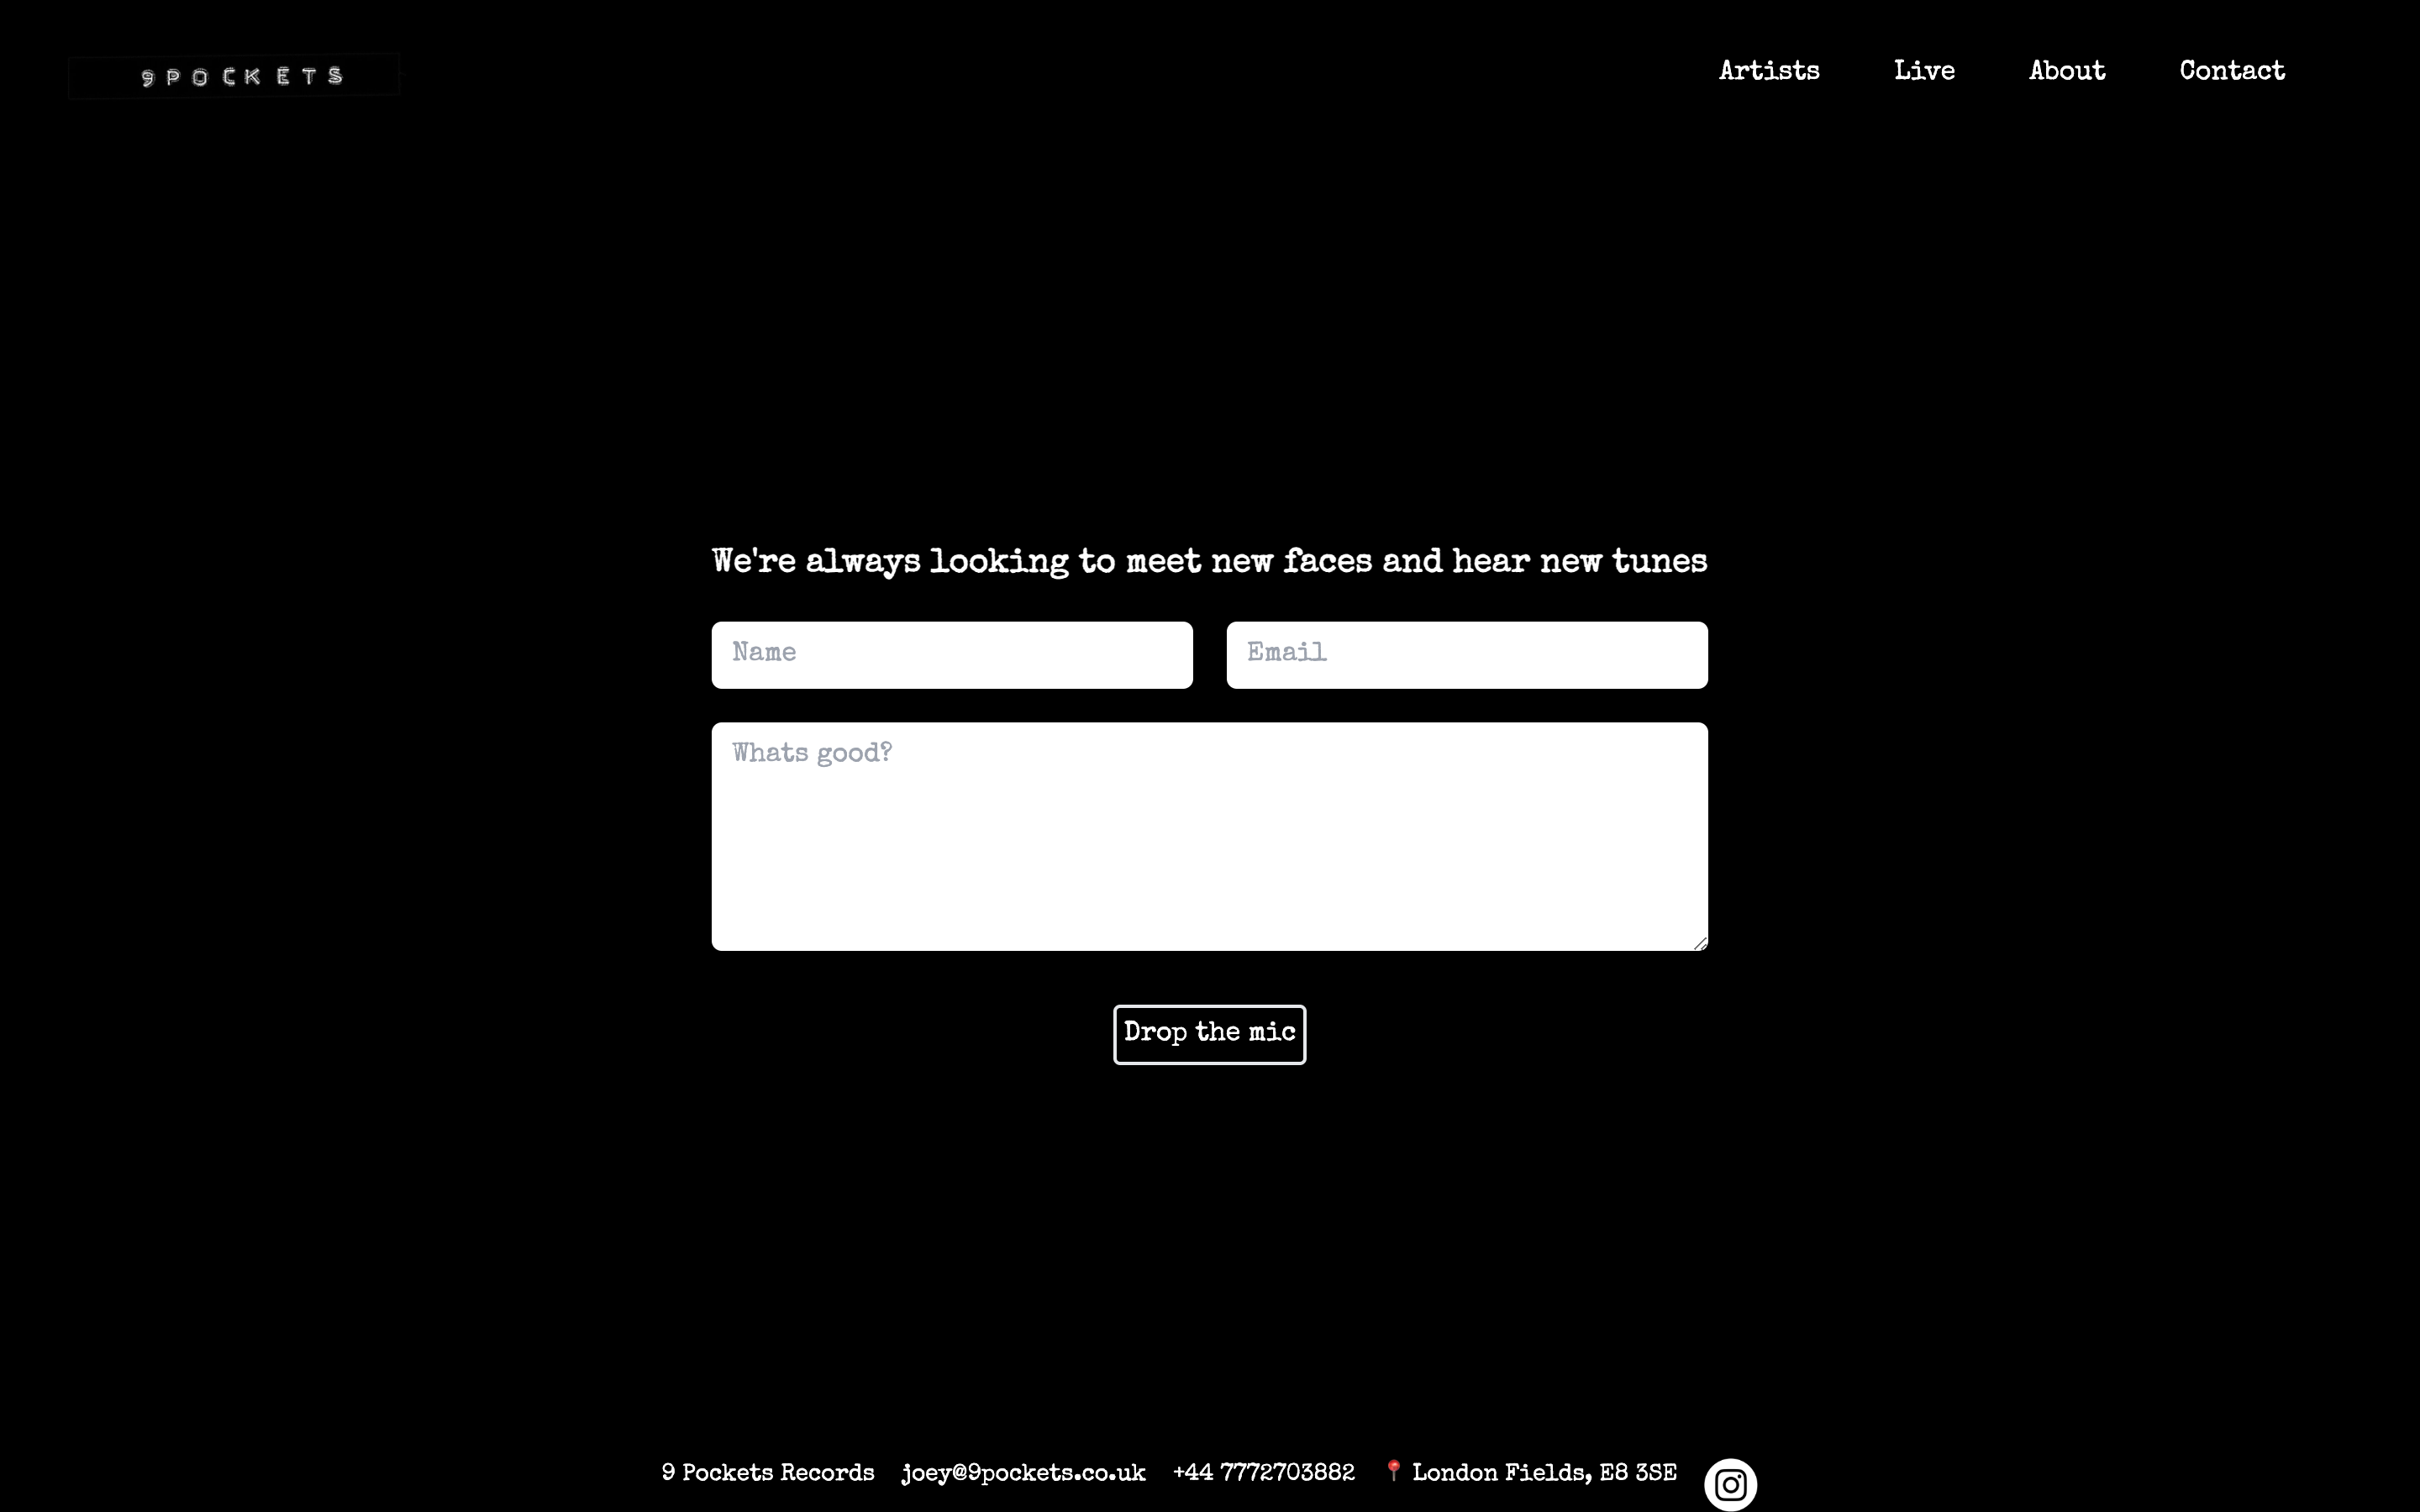 9POCKETS
Artists Live About Contact
We're always looking to meet new faces and hear new tunes
Name Email
Whats good?
Drop the mic
9 Pockets Records joey@9pockets.co.uk +44 7772703882 📍 London Fields, E8 3SE